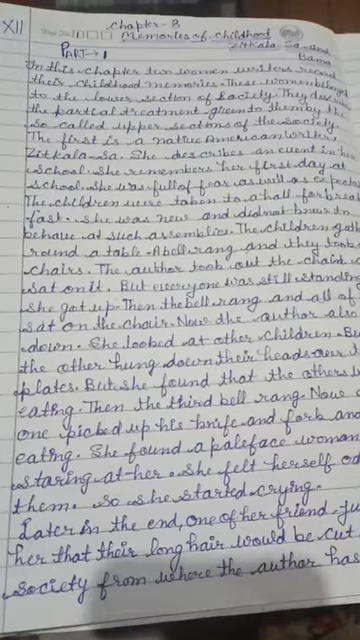 XII
Chapter - 8
Memories of Childhood
Zitkala-Sa and
Bama
PART → 1
In this chapter two women writers record
their childhood memories. These women belongs
to the lower section of Society. They
the partial treatment given to them by the
So-called upper sections of the society.
The first is a native American writer
Zitkala-Sa. She describes an event in her
School. She remembers her first day at
school. She was full of fear as well as
The children were taken to a hall for break
fast. She was new and did not know to
behave at such assemblies. The children
round a table. A bell rang and they took
chairs. The author took out the chair
sat on it. But everyone was still standing
She got up. Then the bell rang and all of
sat on the chair. Now the author also
down. She looked at other children. Bu
the other hung down their heads over t
plates. But she found that the others
eating. Then the third bell rang. Now
one picked up his knife and fork and
eating. She found a paleface woman
staring at her. She felt herself od
them. So she started crying.
Later in the end, one of her friend Ju
her that their long hair would be cut
society from where the author has